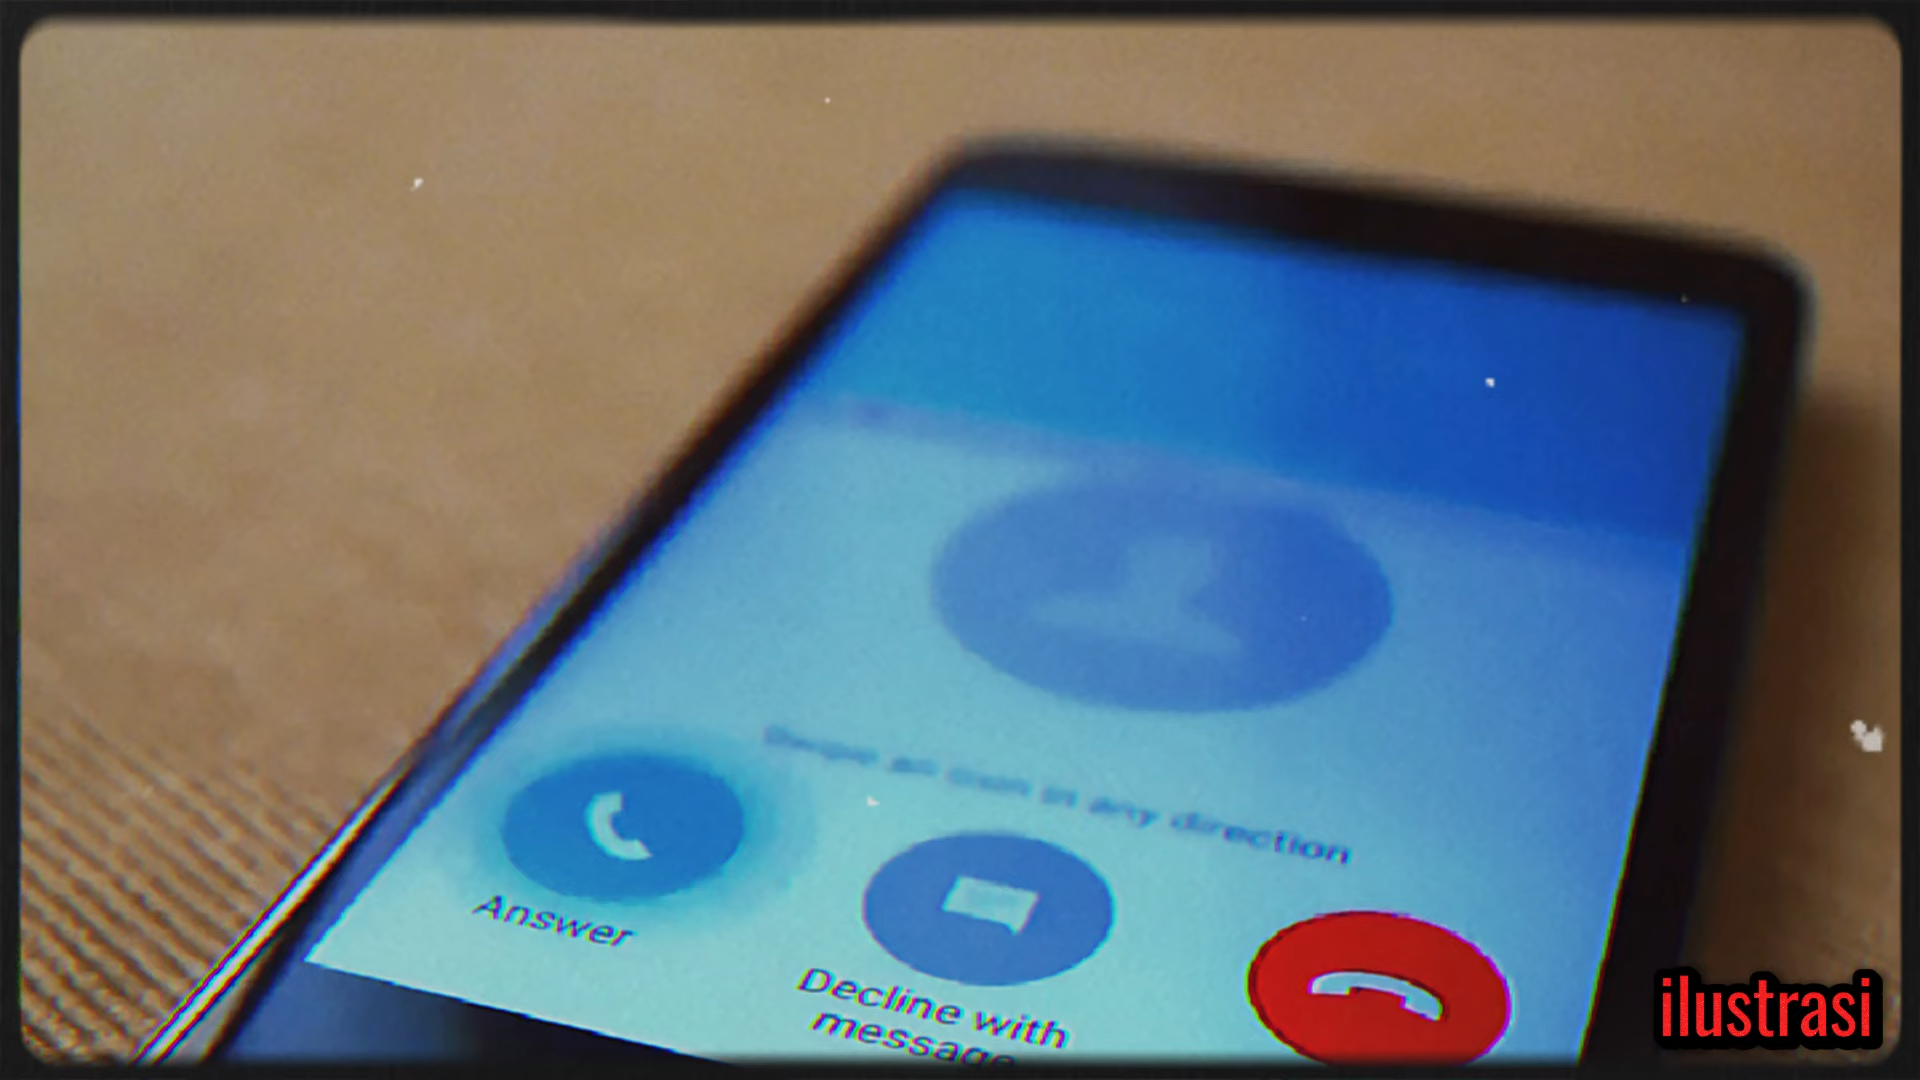 Swipe an icon in any direction
Answer
Decline with
message
ilustrasi